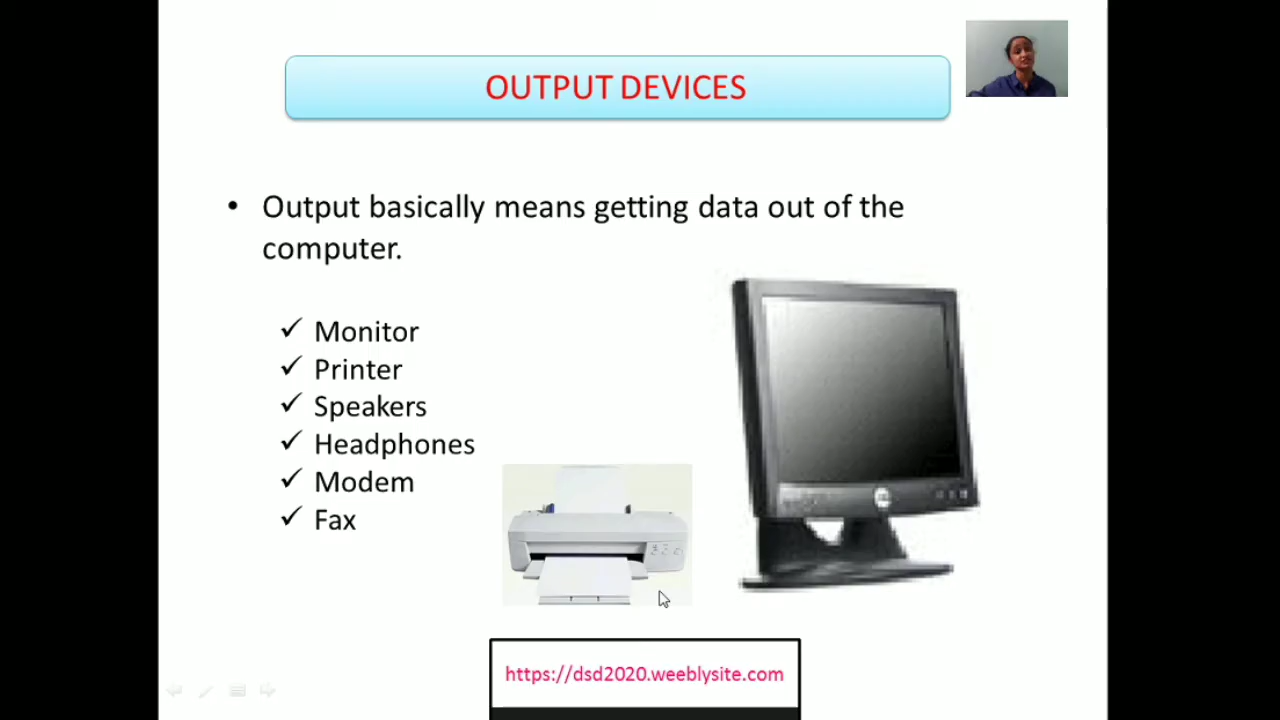 OUTPUT DEVICES
• Output basically means getting data out of the
computer.
✓ Monitor
✓ Printer
✓ Speakers
✓ Headphones
✓ Modem
✓ Fax
https://dsd2020.weeblysite.com